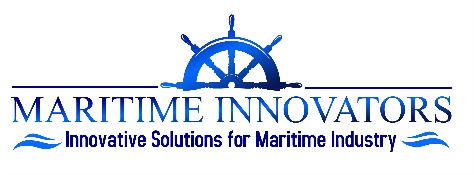 MARITIME INNOVATORS
Innovative Solutions for Maritime Industry